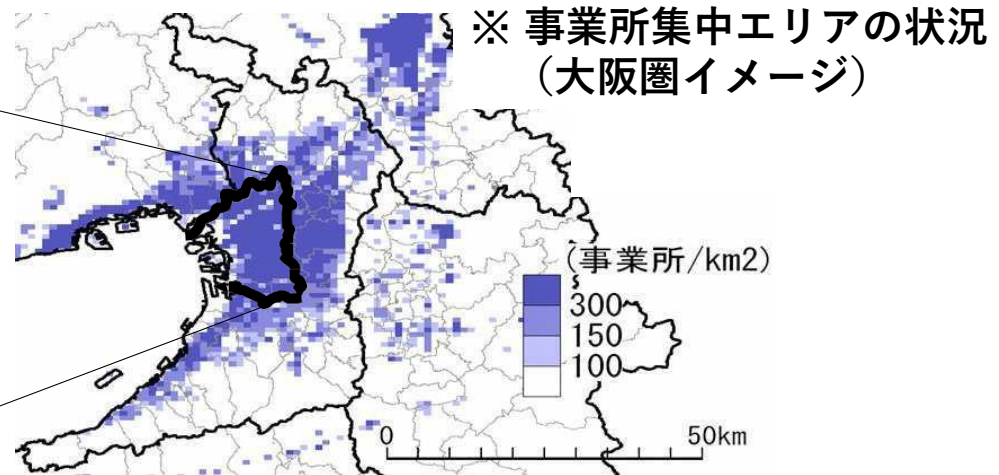 ※ 事業所集中エリアの状況
（大阪圏イメージ）
(事業所/km2)
300
150
100
0 50km